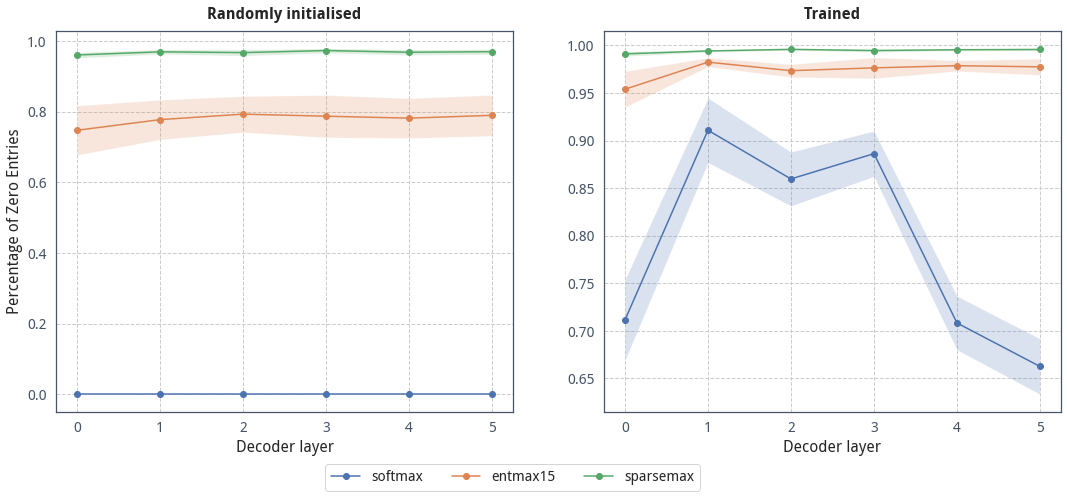 Randomly initialised
Percentage of Zero Entries
1.0
0.8
0.6
0.4
0.2
0.0
0 1 2 3 4 5
Decoder layer
Trained
1.00
0.95
0.90
0.85
0.80
0.75
0.70
0.65
0 1 2 3 4 5
Decoder layer
softmax entmax15 sparsemax